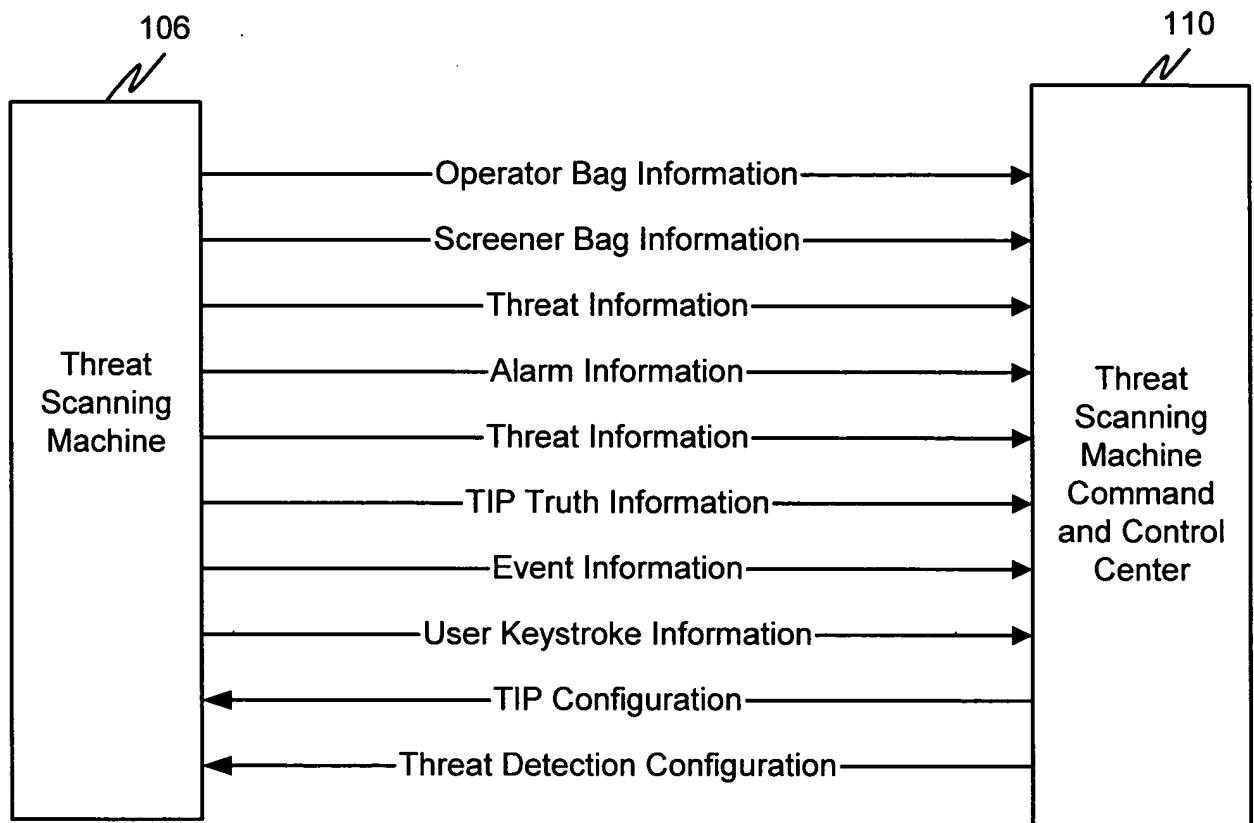 106
110
Operator Bag Information
Screener Bag Information
Threat Information
Alarm Information
Threat Information
TIP Truth Information
Event Information
User Keystroke Information
TIP Configuration
Threat Detection Configuration
Threat
Scanning
Machine
Threat
Scanning
Machine
Command
and Control
Center